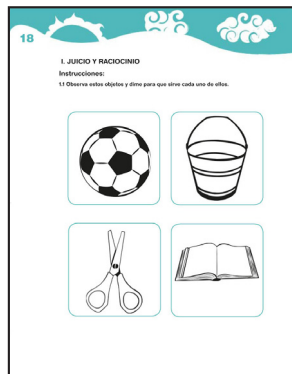 18
I. JUICIO Y RACIOCINIO
Instrucciones:
1.1 Observa estos objetos y dime para que sirve cada uno de ellos.